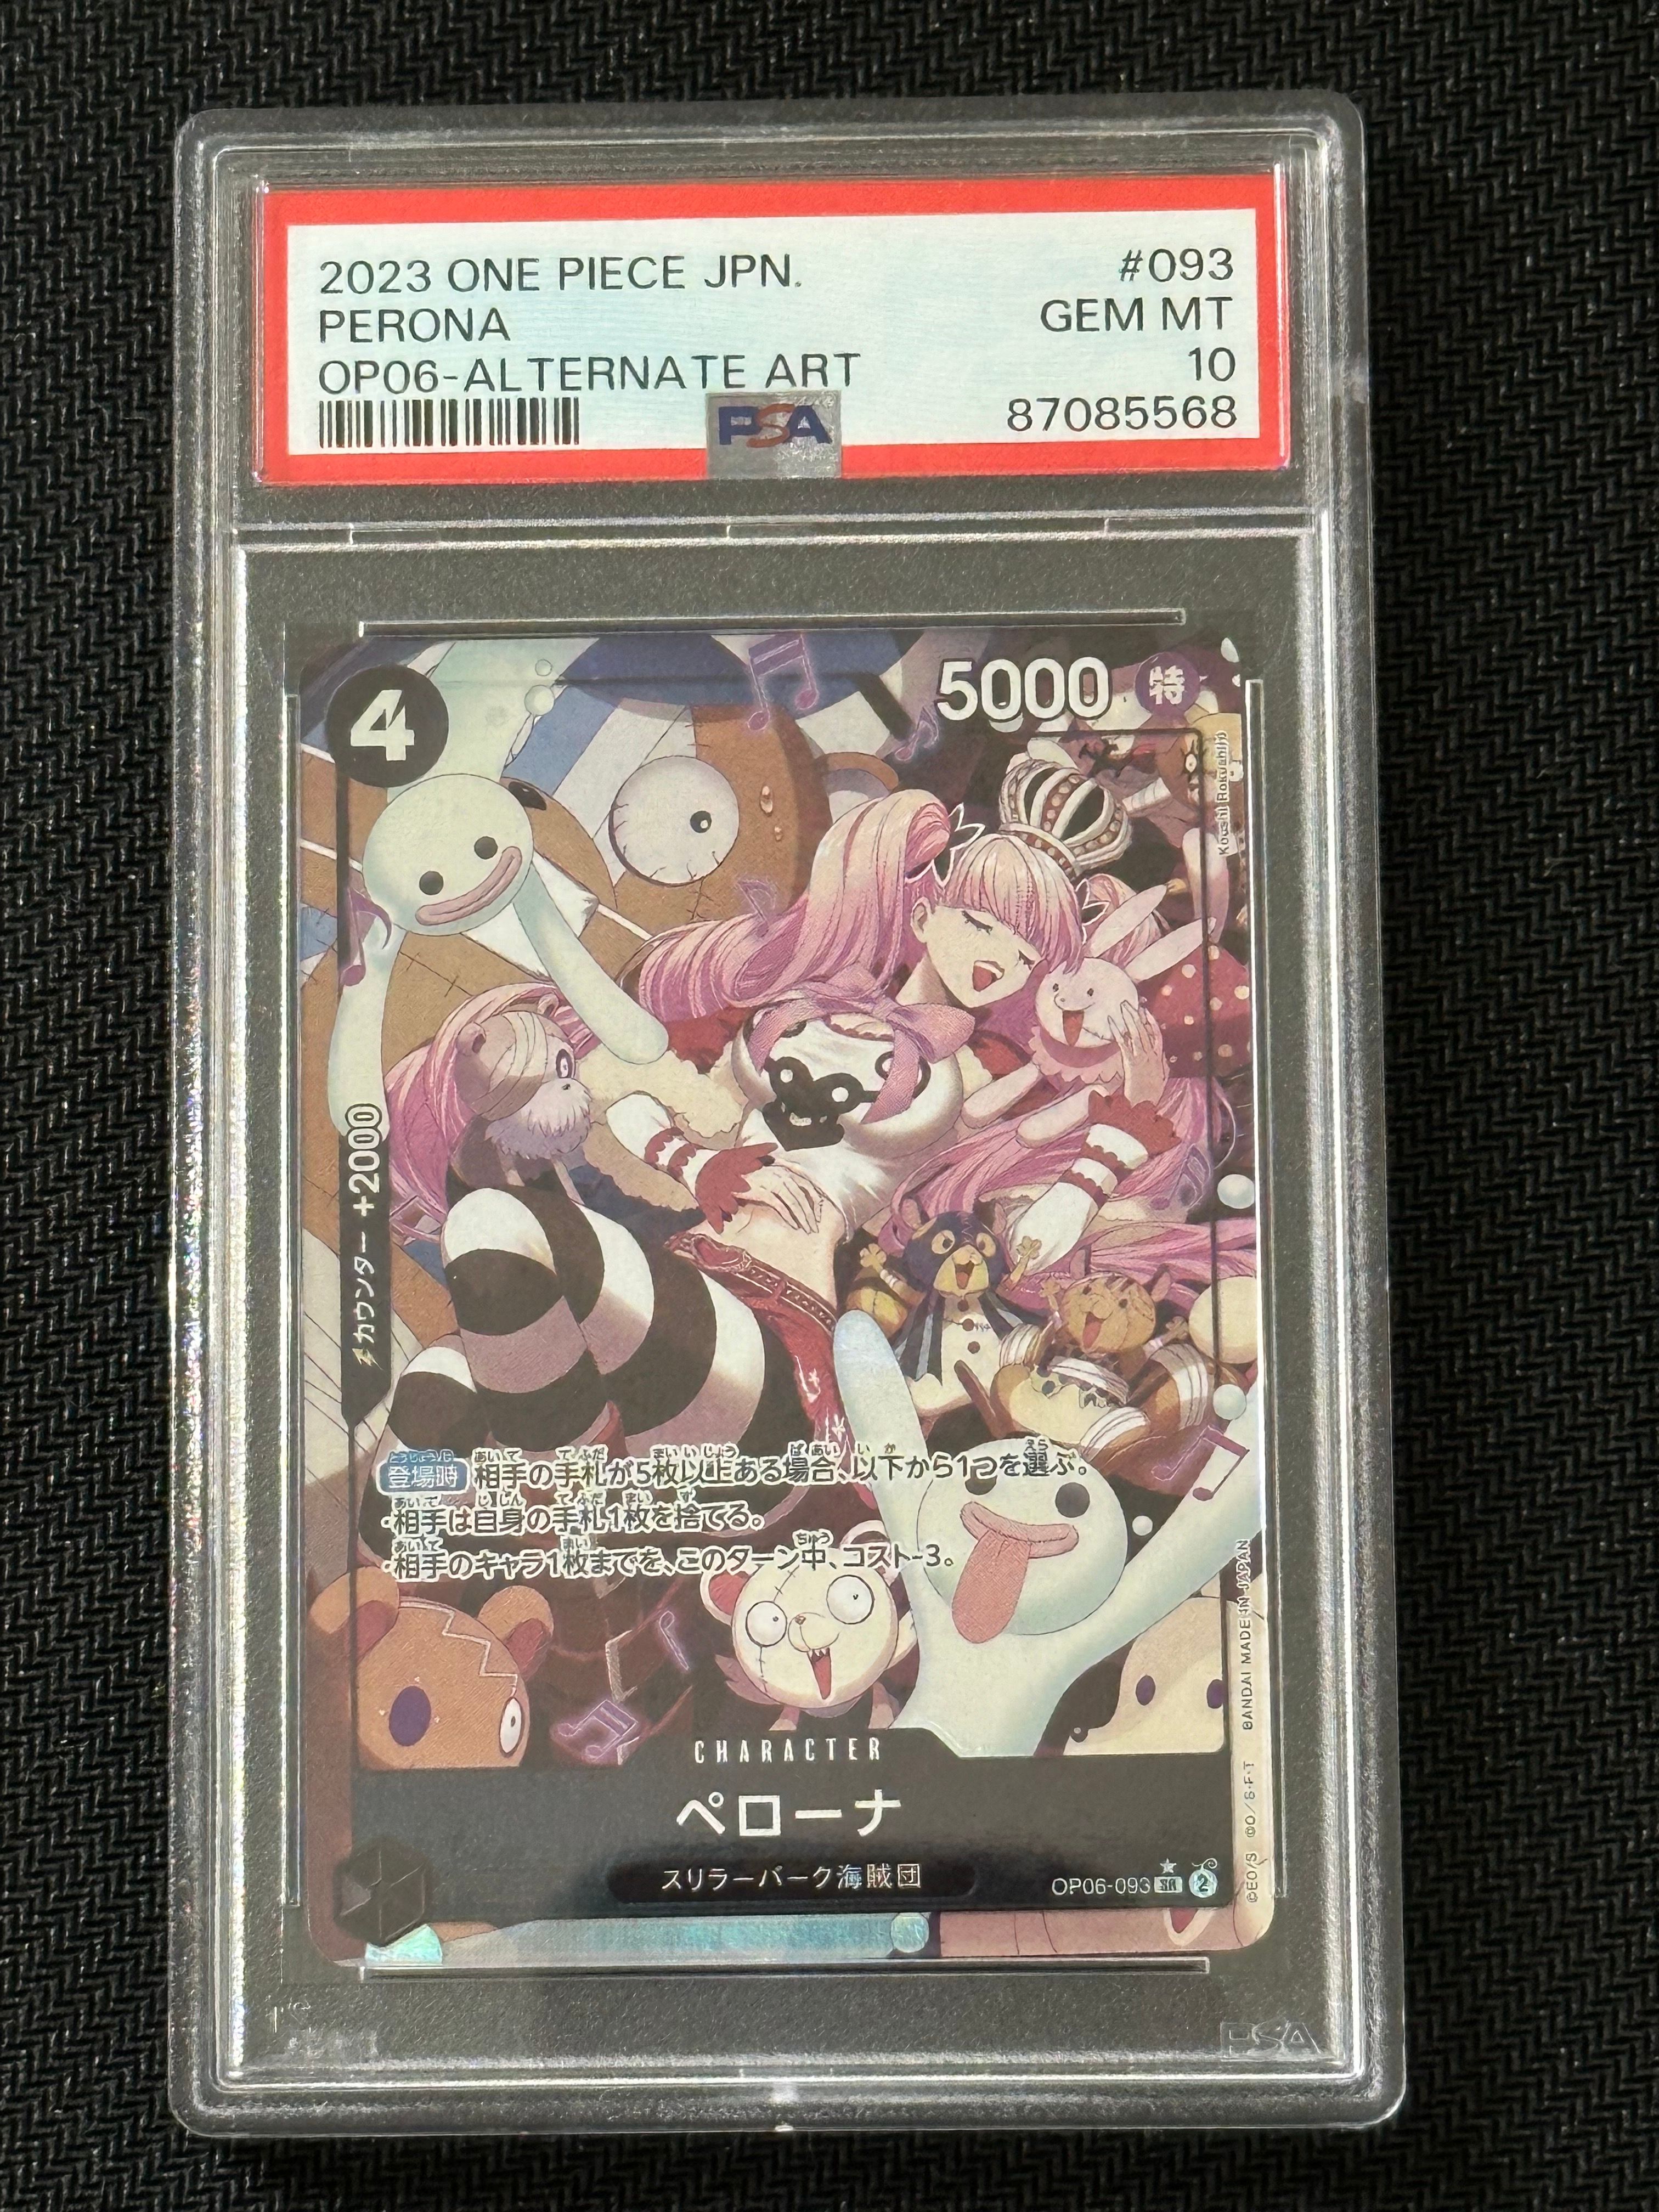 2023 ONE PIECE JPN. #093
PERONA GEM MT
OP06-ALTERNATE ART 10
PSA 87085568
4
5000 特
Koushi Rokushiro
カウンター +2000
登場時 相手の手札が5枚以上ある場合、以下から1つを選ぶ。
・相手は自身の手札1枚を捨てる。
・相手のキャラ1枚までを、このターン中、コスト-3。
CHARACTER
ペローナ
スリラーバーク海賊団
OP06-093 SR 2
©EO/S ©O/S・F・T BANDAI MADE IN JAPAN
PSA